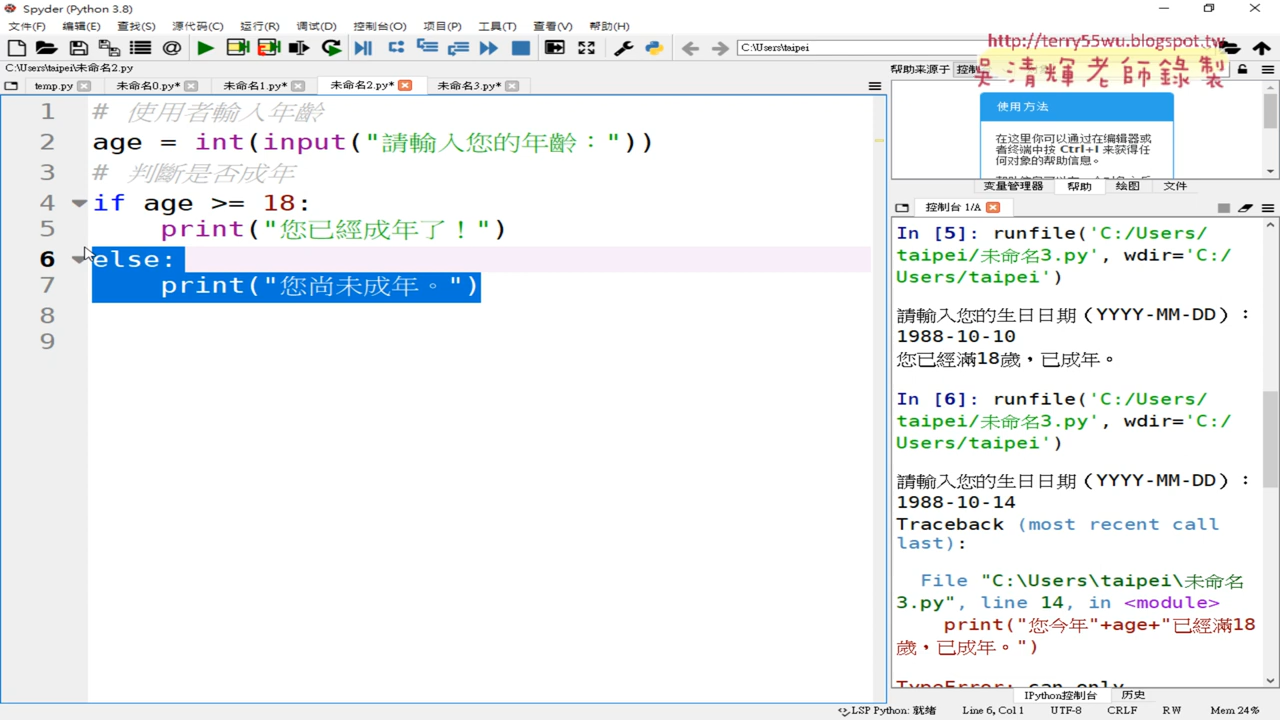 Spyder (Python 3.8)
文件(F) 编辑(E) 查找(S) 源代码(C) 运行(R) 调试(D) 控制台(O) 项目(P) 工具(T) 查看(V) 帮助(H)
C:\Users\taipei
http://terry55wu.blogspot.tw
吳清輝老師錄製
C:\Users\taipei\未命名2.py
帮助来源于 控制
temp.py 未命名0.py* 未命名1.py* 未命名2.py* 未命名3.py*
1 # 使用者輸入年齡
2 age = int(input("請輸入您的年齡："))
3 # 判斷是否成年
4 if age >= 18:
5 print("您已經成年了！")
6 else:
7 print("您尚未成年。")
8
9
使用方法
在这里你可以通过在编辑器或
者终端中按 Ctrl+I 来获得任
何对象的帮助信息。
变量管理器 帮助 绘图 文件
控制台 1/A
In [5]: runfile('C:/Users/
taipei/未命名3.py', wdir='C:/
Users/taipei')
請輸入您的生日日期（YYYY-MM-DD）：
1988-10-10
您已經滿18歲，已成年。
In [6]: runfile('C:/Users/
taipei/未命名3.py', wdir='C:/
Users/taipei')
請輸入您的生日日期（YYYY-MM-DD）：
1988-10-14
Traceback (most recent call
last):
File "C:\Users\taipei\未命名
3.py", line 14, in <module>
print("您今年"+age+"已經滿18
歲，已成年。")
TypeError: can only
IPython控制台 历史
LSP Python: 就绪 Line 6, Col 1 UTF-8 CRLF RW Mem 24%